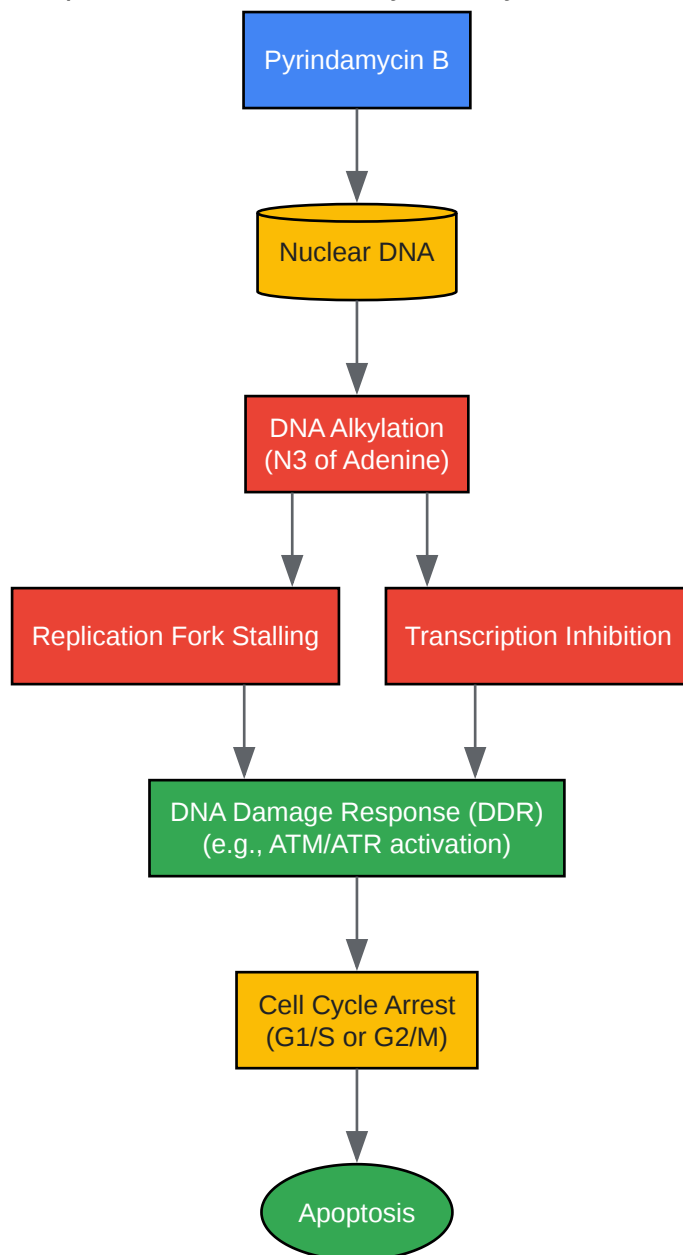 Pyrindamycin B
Nuclear DNA
DNA Alkylation
(N3 of Adenine)
Replication Fork Stalling
Transcription Inhibition
DNA Damage Response (DDR)
(e.g., ATM/ATR activation)
Cell Cycle Arrest
(G1/S or G2/M)
Apoptosis